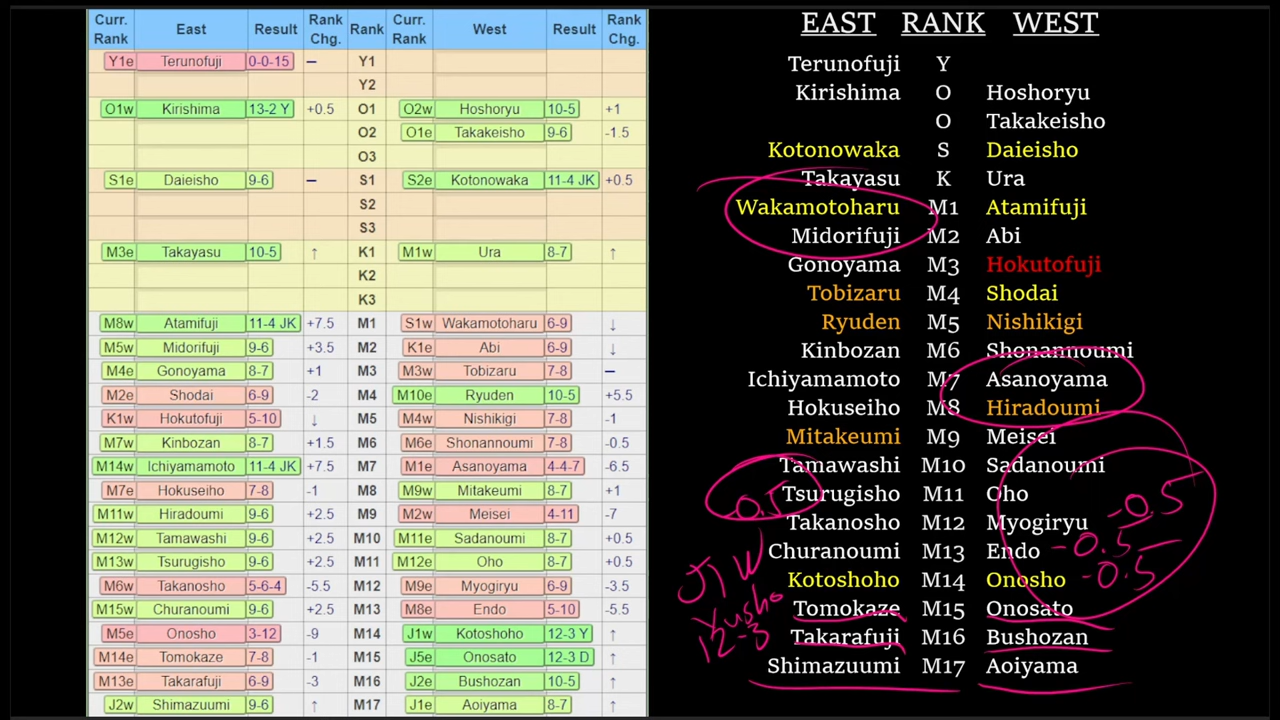 Curr. Rank East Result Rank Chg. Rank Curr. Rank West Result Rank Chg.
Y1e Terunofuji 0-0-15 – Y1
Y2
O1w Kirishima 13-2 Y +0.5 O1 O2w Hoshoryu 10-5 +1
O2 O1e Takakeisho 9-6 -1.5
O3
S1e Daieisho 9-6 – S1 S2e Kotonowaka 11-4 JK +0.5
S2
S3
M3e Takayasu 10-5 ↑ K1 M1w Ura 8-7 ↑
K2
K3
M8w Atamifuji 11-4 JK +7.5 M1 S1w Wakamotoharu 6-9 ↓
M5w Midorifuji 9-6 +3.5 M2 K1e Abi 6-9 ↓
M4e Gonoyama 8-7 +1 M3 M3w Tobizaru 7-8 –
M2e Shodai 6-9 -2 M4 M10e Ryuden 10-5 +5.5
K1w Hokutofuji 5-10 ↓ M5 M4w Nishikigi 7-8 -1
M7w Kinbozan 8-7 +1.5 M6 M6e Shonannoumi 7-8 -0.5
M14w Ichiyamamoto 11-4 JK +7.5 M7 M1e Asanoyama 4-4-7 -6.5
M7e Hokuseiho 7-8 -1 M8 M9w Mitakeumi 8-7 +1
M11w Hiradoumi 9-6 +2.5 M9 M2w Meisei 4-11 -7
M12w Tamawashi 9-6 +2.5 M10 M11e Sadanoumi 8-7 +0.5
M13w Tsurugisho 9-6 +2.5 M11 M12e Oho 8-7 +0.5
M6w Takanosho 5-6-4 -5.5 M12 M9e Myogiryu 6-9 -3.5
M15w Churanoumi 9-6 +2.5 M13 M8e Endo 5-10 -5.5
M5e Onosho 3-12 -9 M14 J1w Kotoshoho 12-3 Y ↑
M14e Tomokaze 7-8 -1 M15 J5e Onosato 12-3 D ↑
M13e Takarafuji 6-9 -3 M16 J2e Bushozan 10-5 ↑
J2w Shimazuumi 9-6 ↑ M17 J1e Aoiyama 8-7 ↑
EAST RANK WEST
Terunofuji Y
Kirishima O Hoshoryu
O Takakeisho
Kotonowaka S Daieisho
Takayasu K Ura
Wakamotoharu M1 Atamifuji
Midorifuji M2 Abi
Gonoyama M3 Hokutofuji
Tobizaru M4 Shodai
Ryuden M5 Nishikigi
Kinbozan M6 Shonannoumi
Ichiyamamoto M7 Asanoyama
Hokuseiho M8 Hiradoumi
Mitakeumi M9 Meisei
Tamawashi M10 Sadanoumi
Tsurugisho M11 Oho
Takanosho M12 Myogiryu
Churanoumi M13 Endo
Kotoshoho M14 Onosho
Tomokaze M15 Onosato
Takarafuji M16 Bushozan
Shimazuumi M17 Aoiyama
-0.5
-0.5
-0.5
-0.5
J1W
Yusho
12-3